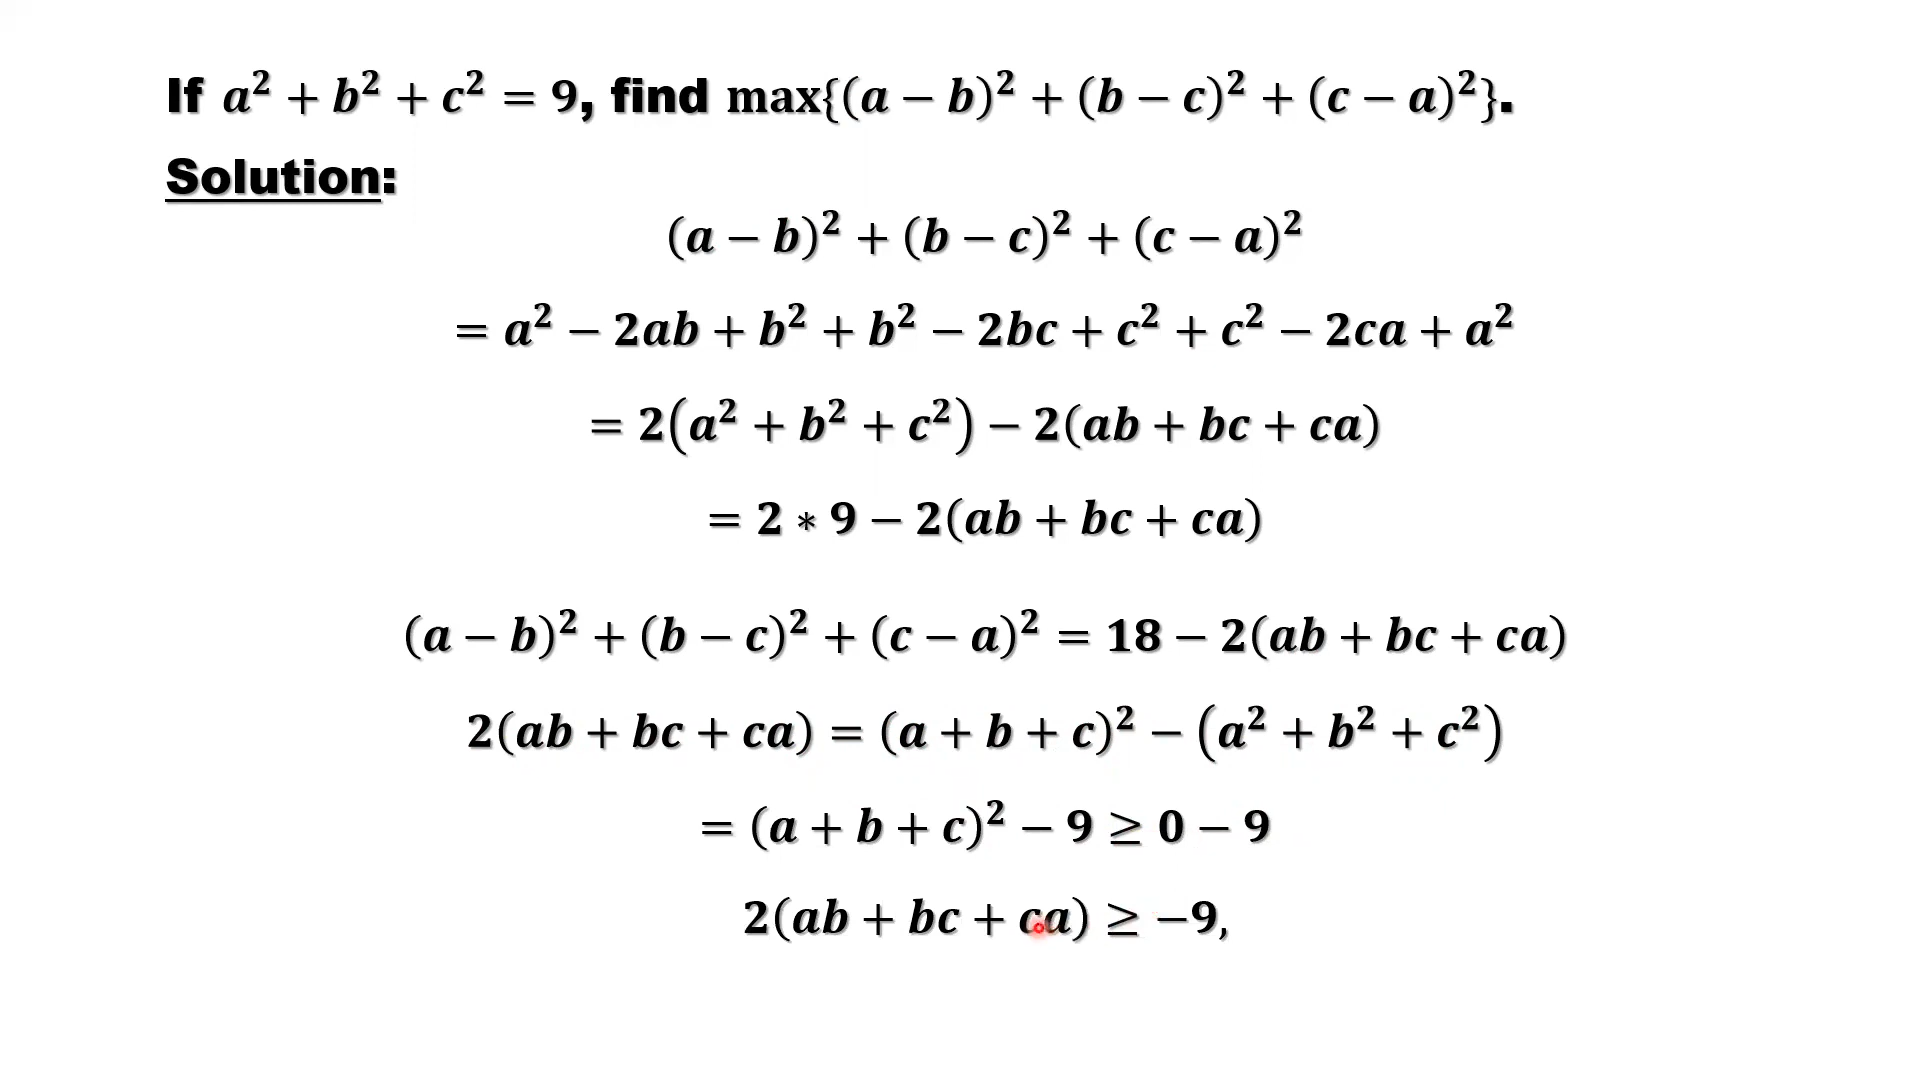 If a² + b² + c² = 9, find max{(a − b)² + (b − c)² + (c − a)²}.
Solution:
(a − b)² + (b − c)² + (c − a)²
= a² − 2ab + b² + b² − 2bc + c² + c² − 2ca + a²
= 2(a² + b² + c²) − 2(ab + bc + ca)
= 2 * 9 − 2(ab + bc + ca)
(a − b)² + (b − c)² + (c − a)² = 18 − 2(ab + bc + ca)
2(ab + bc + ca) = (a + b + c)² − (a² + b² + c²)
= (a + b + c)² − 9 ≥ 0 − 9
2(ab + bc + ca) ≥ −9,